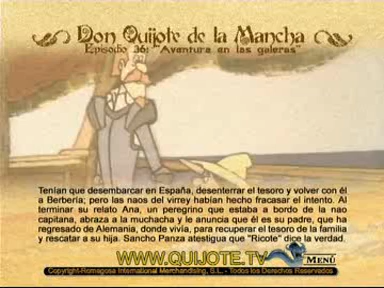 Don Quijote de la Mancha
Episodio 36: "Aventura en las galeras"
Tenían que desembarcar en España, desenterrar el tesoro y volver con él
a Berbería; pero las naos del virrey habían hecho fracasar el intento. Al
terminar su relato Ana, un peregrino que estaba a bordo de la nao
capitana, abraza a la muchacha y le anuncia que él es su padre, que ha
regresado de Alemania, donde vivía, para recuperar el tesoro de la familia
y rescatar a su hija. Sancho Panza atestigua que "Ricote" dice la verdad.
WWW.QUIJOTE.TV
MENÚ
Copyright-Romagosa International Merchandising, S.L. - Todos los Derechos Reservados